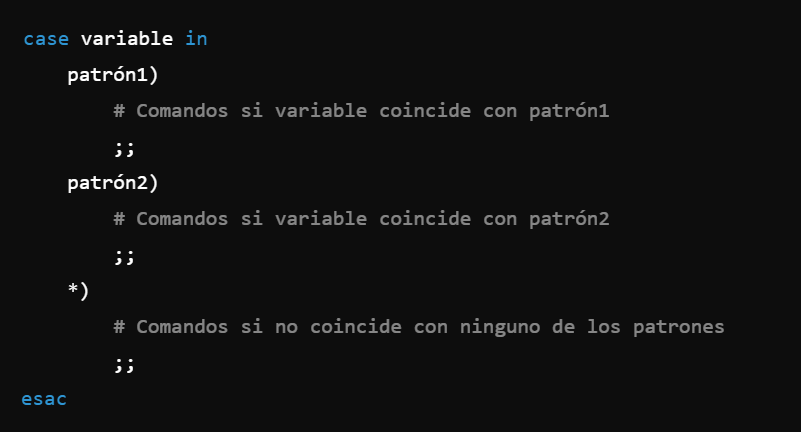 case variable in
    patrón1)
        # Comandos si variable coincide con patrón1
        ;;
    patrón2)
        # Comandos si variable coincide con patrón2
        ;;
    *)
        # Comandos si no coincide con ninguno de los patrones
        ;;
esac